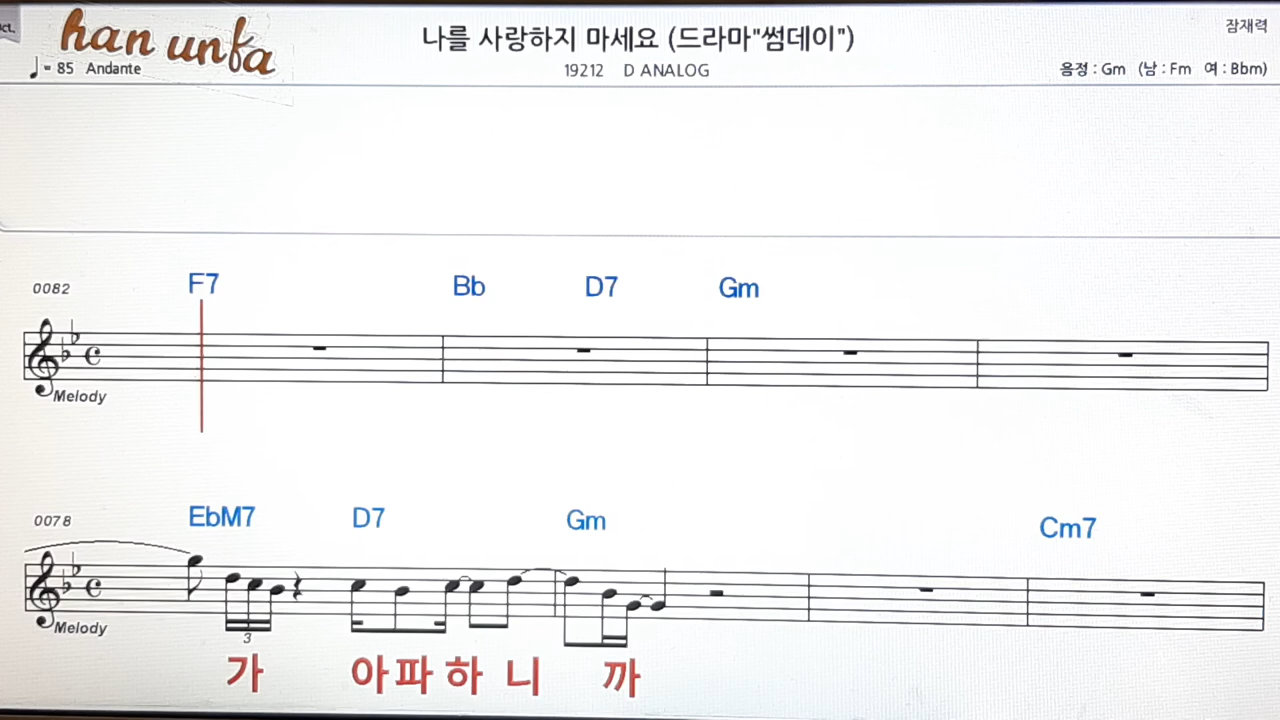 ct.
han unfa
♩= 85 Andante
나를 사랑하지 마세요 (드라마"썸데이")
19212 D ANALOG
잠재력
음정 : Gm (남 : Fm 여 : Bbm)
0082
F7 Bb D7 Gm
Melody
0078
EbM7 D7 Gm Cm7
Melody
3
가 아파하니 까